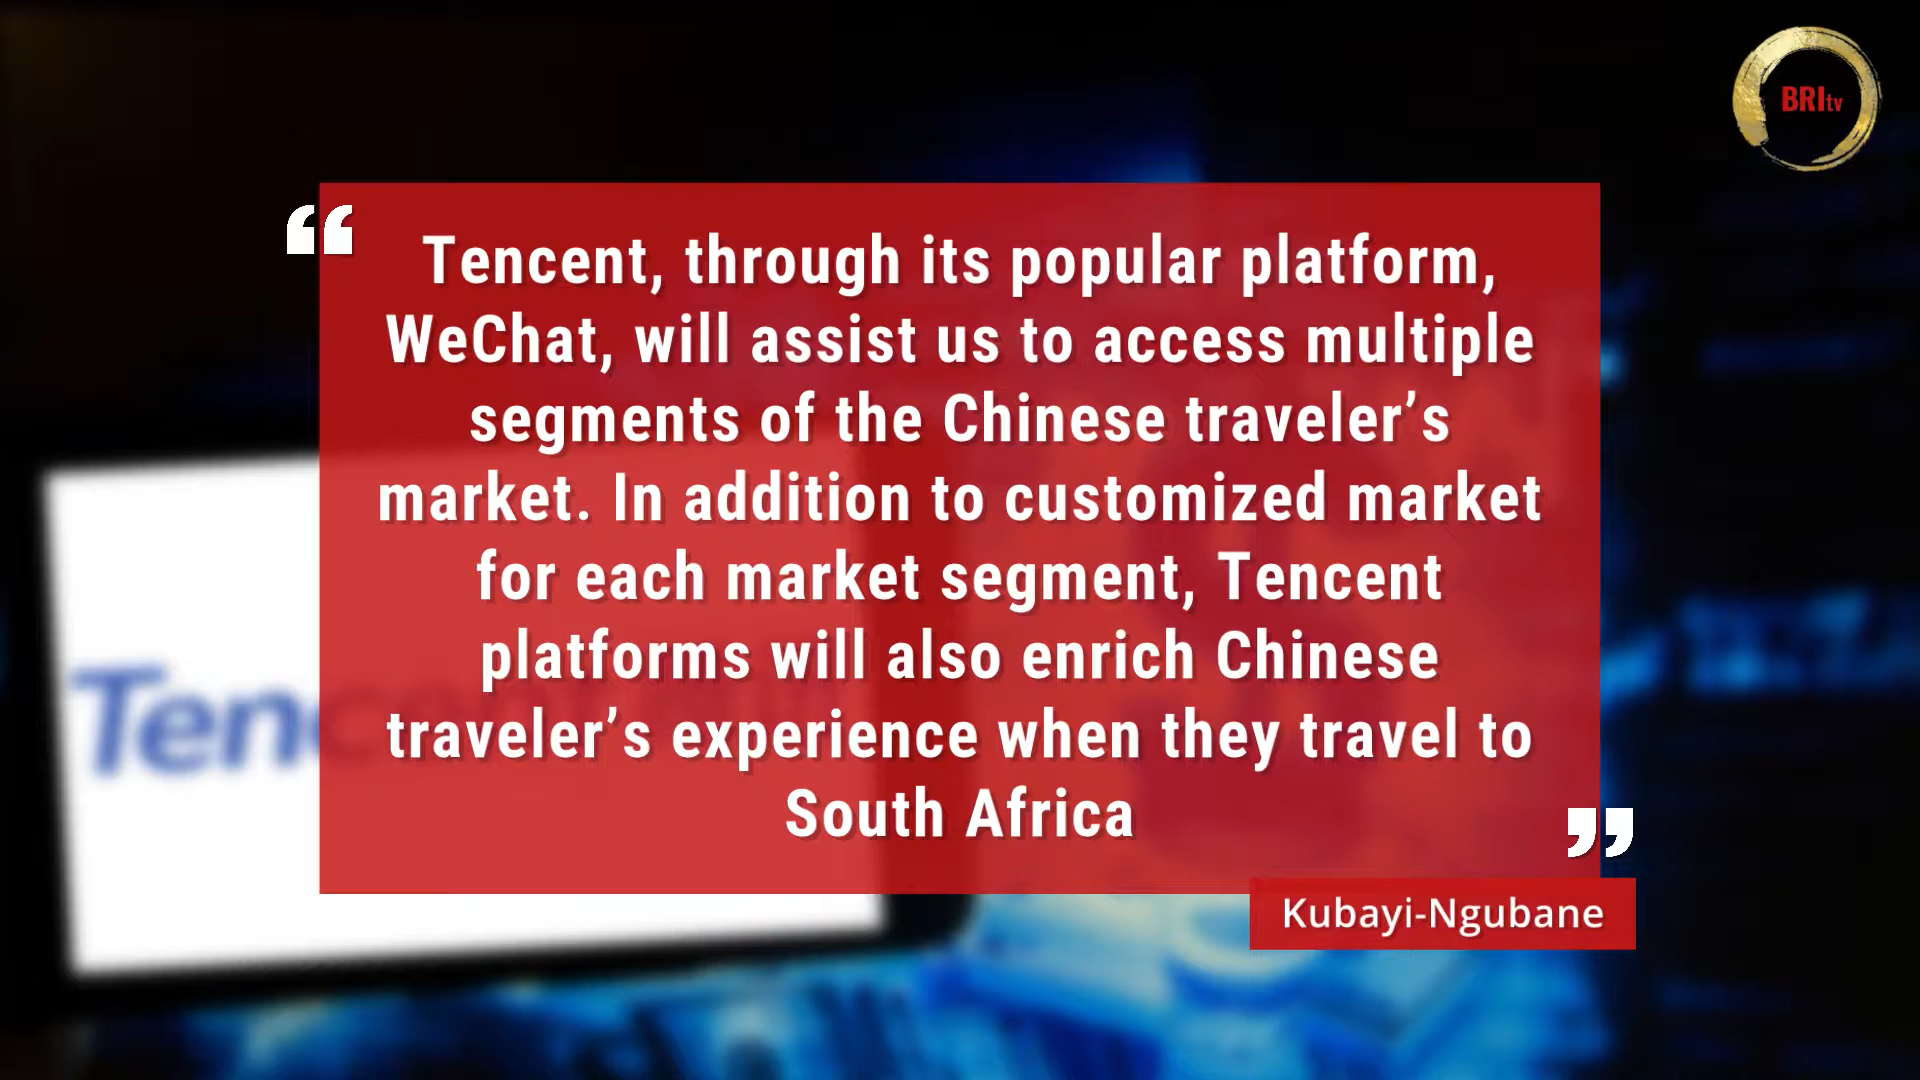 BRItv
“
Tencent, through its popular platform,
WeChat, will assist us to access multiple
segments of the Chinese traveler’s
market. In addition to customized market
for each market segment, Tencent
platforms will also enrich Chinese
traveler’s experience when they travel to
South Africa
”
Kubayi-Ngubane